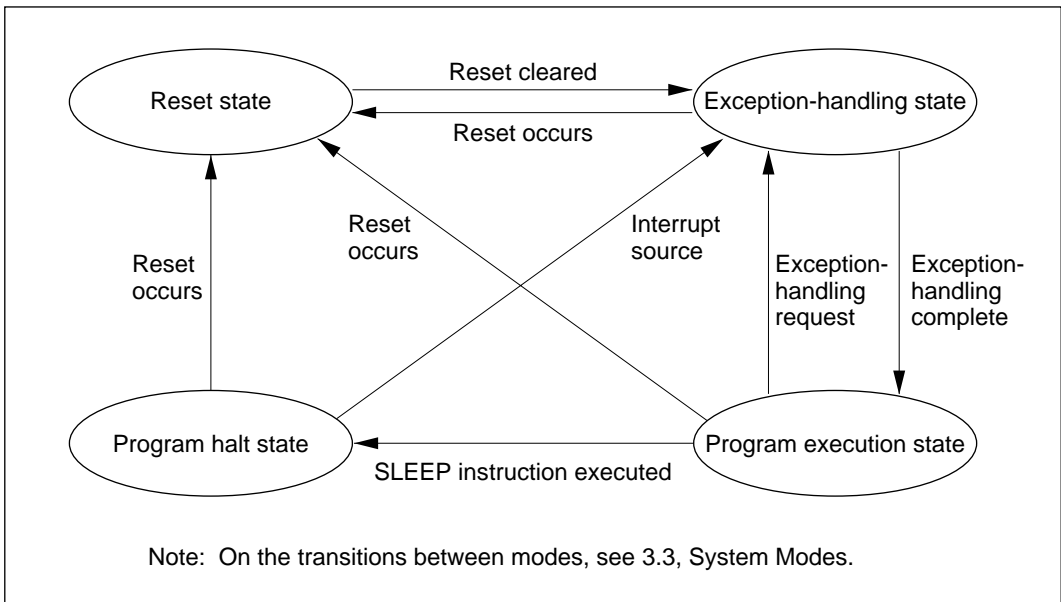 Reset cleared
Reset state
Exception-handling state
Reset occurs
Reset
occurs
Interrupt
source
Reset
occurs
Exception-
handling
request
Exception-
handling
complete
Program halt state
Program execution state
SLEEP instruction executed
Note: On the transitions between modes, see 3.3, System Modes.